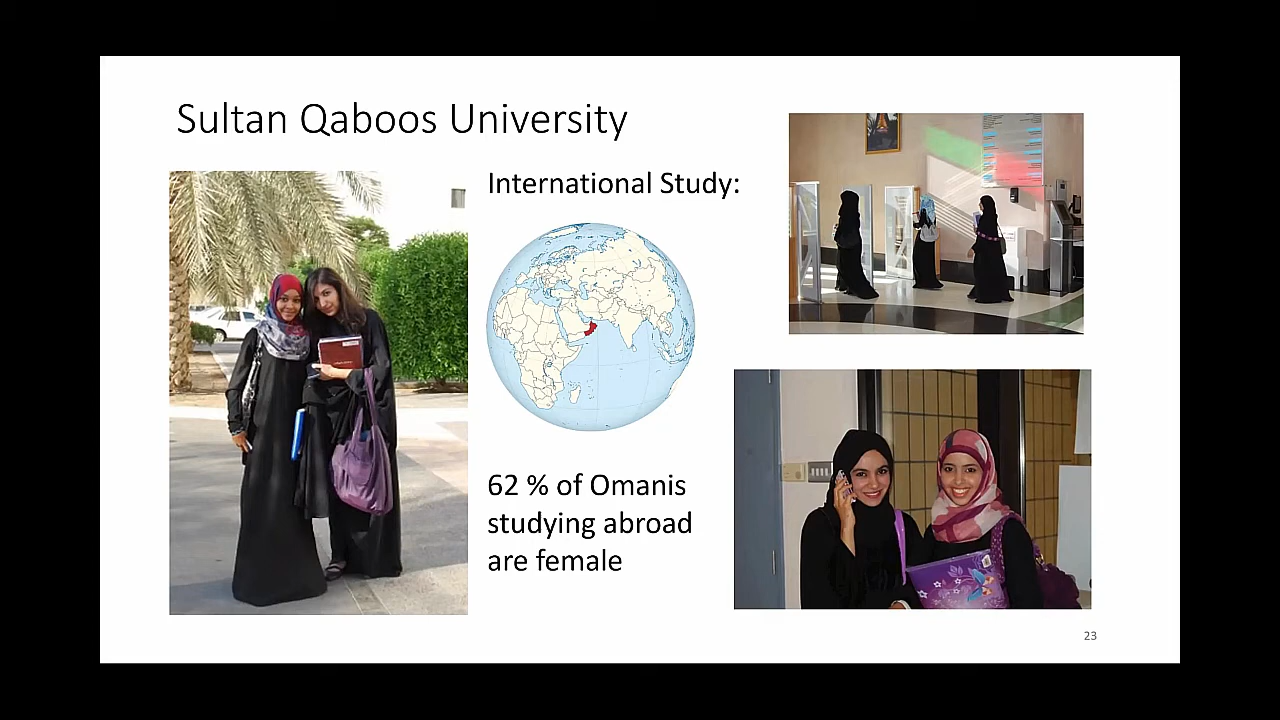 Sultan Qaboos University
International Study:
62 % of Omanis
studying abroad
are female
23